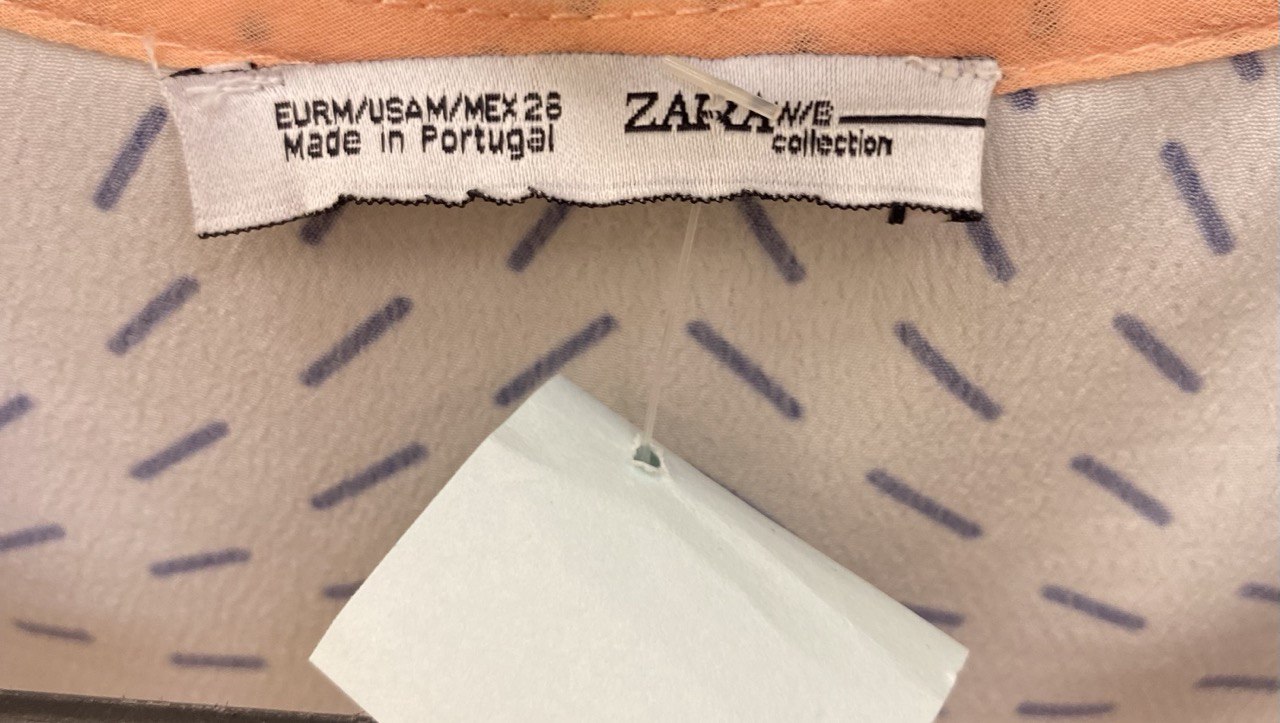 EURM/USAM/MEX 28
Made in Portugal
ZARA W/B
collection